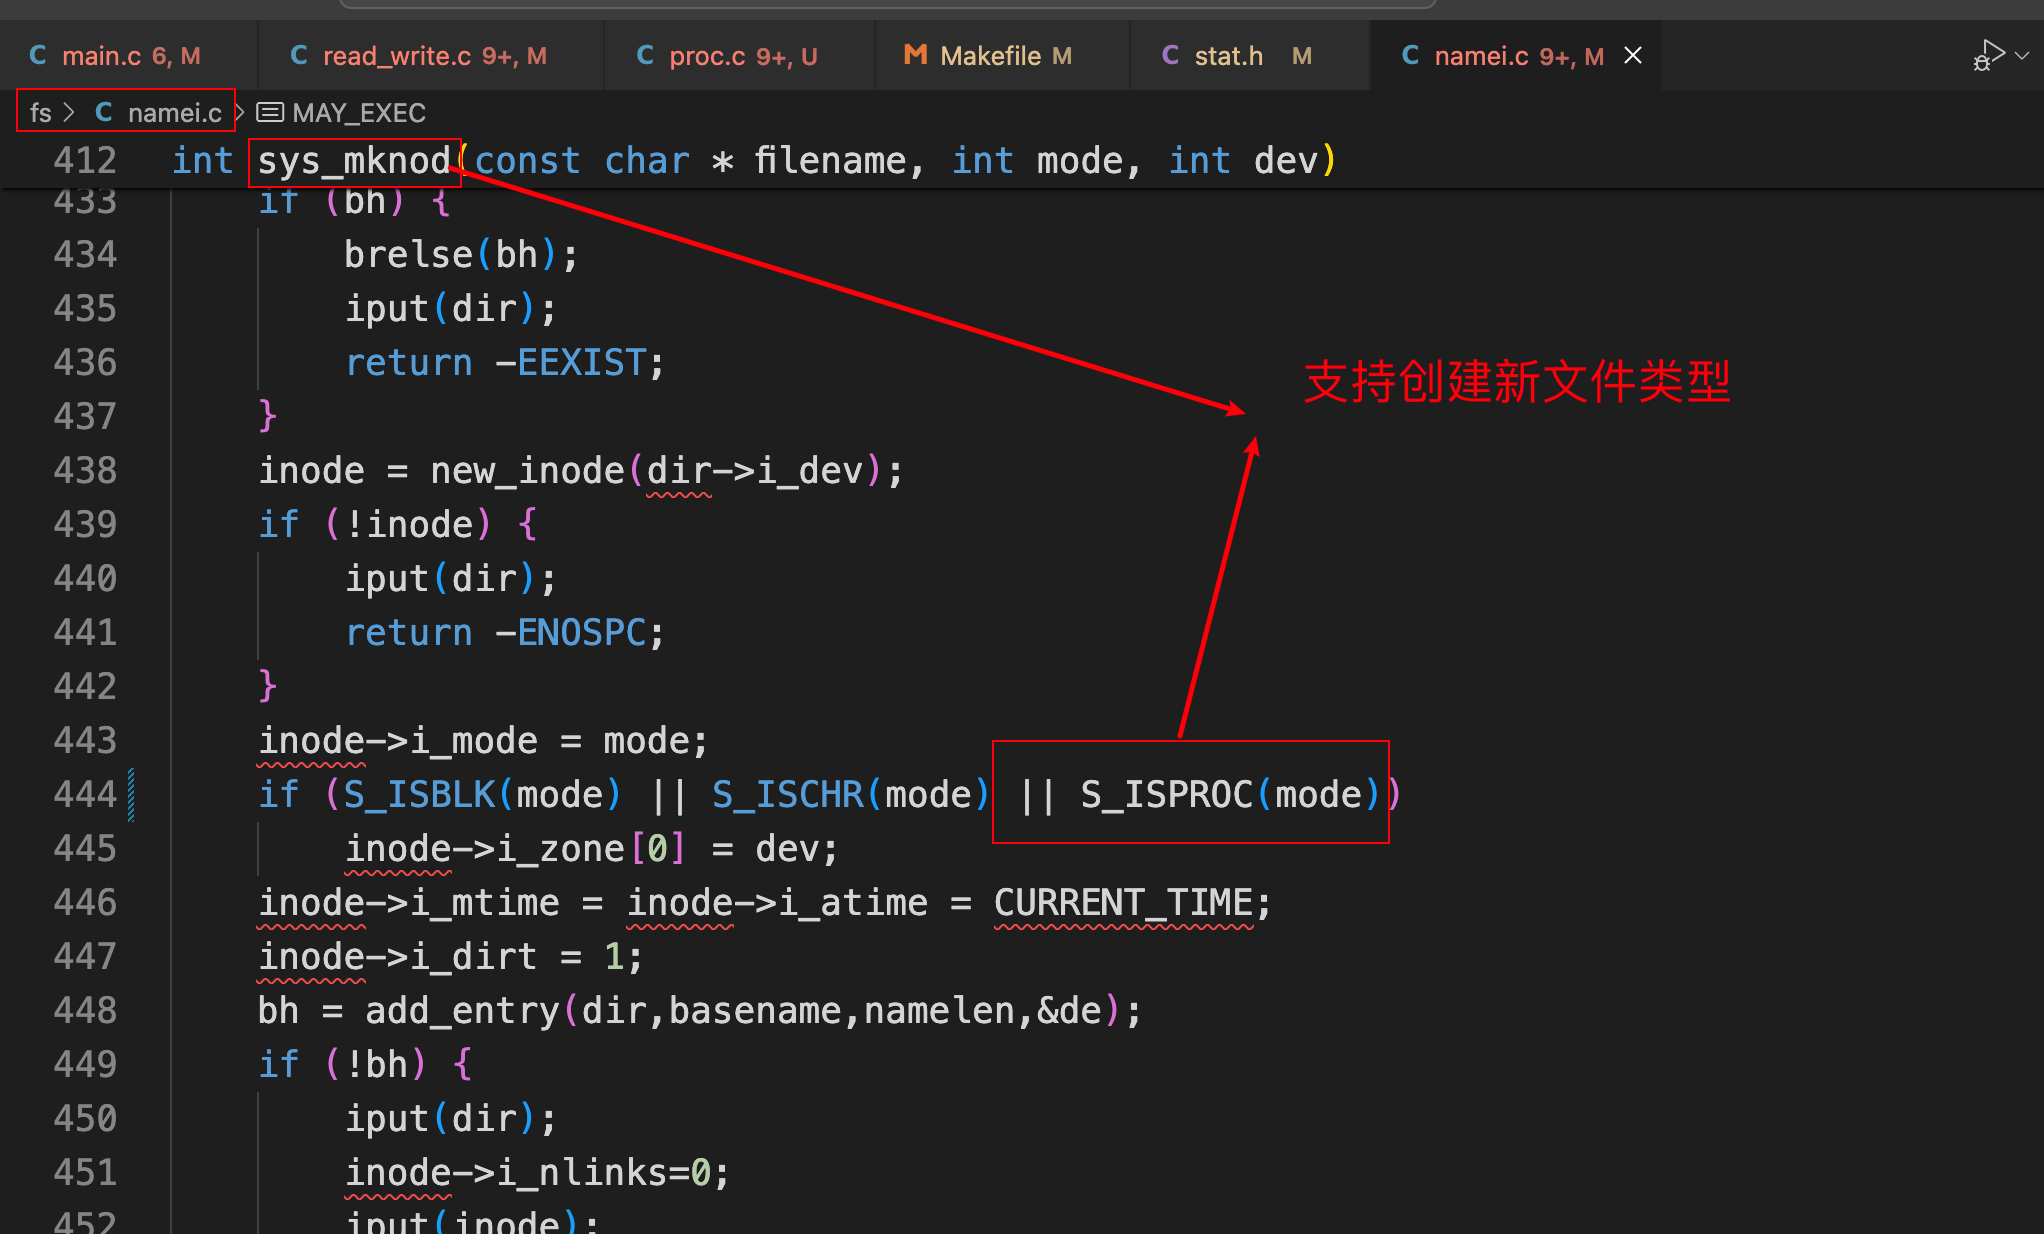 main.c 6, M read_write.c 9+, M proc.c 9+, U Makefile M stat.h M namei.c 9+, M
fs > namei.c > MAY_EXEC
412 int sys_mknod(const char * filename, int mode, int dev)
433 if (bh) {
434 brelse(bh);
435 iput(dir);
436 return -EEXIST;
支持创建新文件类型
437 }
438 inode = new_inode(dir->i_dev);
439 if (!inode) {
440 iput(dir);
441 return -ENOSPC;
442 }
443 inode->i_mode = mode;
444 if (S_ISBLK(mode) || S_ISCHR(mode) || S_ISPROC(mode))
445 inode->i_zone[0] = dev;
446 inode->i_mtime = inode->i_atime = CURRENT_TIME;
447 inode->i_dirt = 1;
448 bh = add_entry(dir,basename,namelen,&de);
449 if (!bh) {
450 iput(dir);
451 inode->i_nlinks=0;
452 iput(inode);